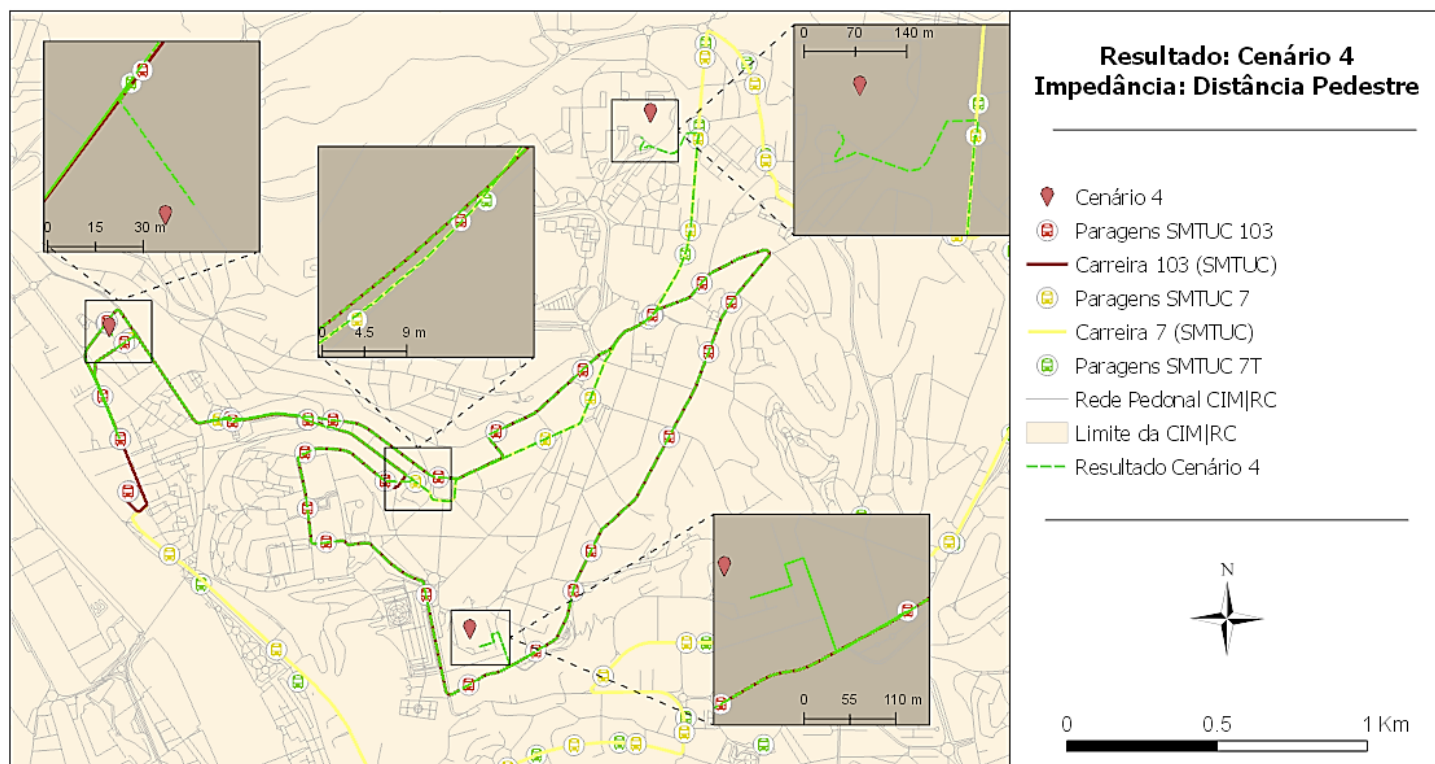 0 70 140 m
0 15 30 m
0 4.5 9 m
0 55 110 m
Resultado: Cenário 4
Impedância: Distância Pedestre
Cenário 4
Paragens SMTUC 103
Carreira 103 (SMTUC)
Paragens SMTUC 7
Carreira 7 (SMTUC)
Paragens SMTUC 7T
Rede Pedonal CIM|RC
Limite da CIM|RC
Resultado Cenário 4
N
0 0.5 1 Km